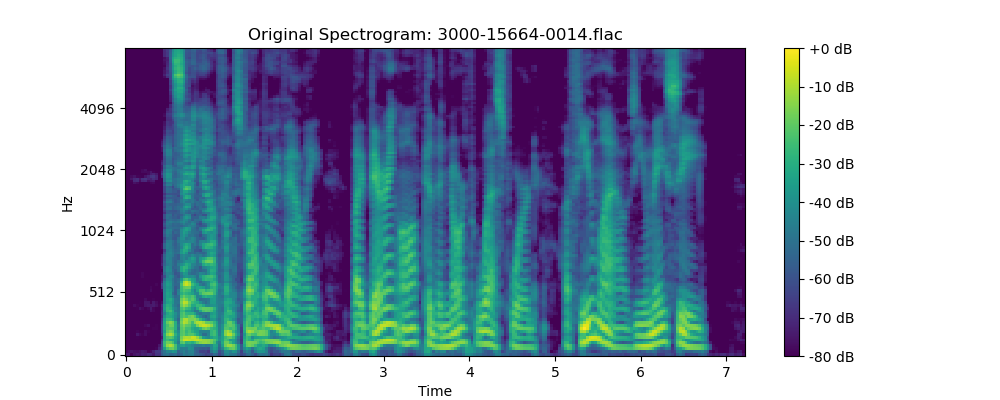 Original Spectrogram: 3000-15664-0014.flac
Hz
4096
2048
1024
512
0
0 1 2 3 4 5 6 7
Time
+0 dB
-10 dB
-20 dB
-30 dB
-40 dB
-50 dB
-60 dB
-70 dB
-80 dB